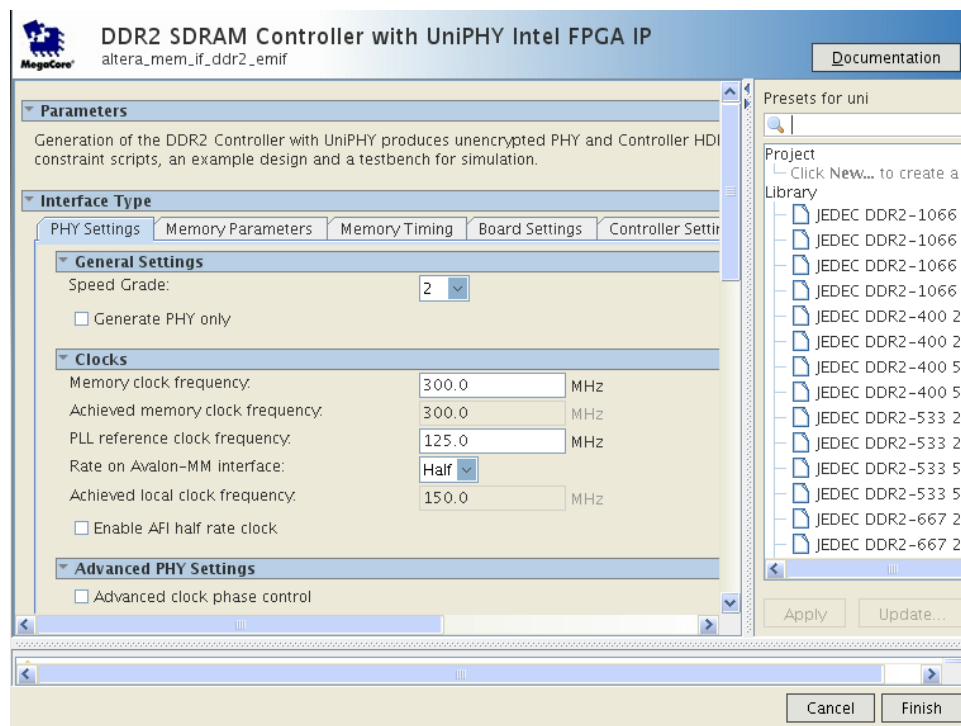 DDR2 SDRAM Controller with UniPHY Intel FPGA IP
MegaCore®
altera_mem_if_ddr2_emif
Documentation
Parameters
Generation of the DDR2 Controller with UniPHY produces unencrypted PHY and Controller HDL
constraint scripts, an example design and a testbench for simulation.
Interface Type
PHY Settings Memory Parameters Memory Timing Board Settings Controller Settin
General Settings
Speed Grade: 2
Generate PHY only
Clocks
Memory clock frequency: 300.0 MHz
Achieved memory clock frequency: 300.0 MHz
PLL reference clock frequency: 125.0 MHz
Rate on Avalon-MM interface: Half
Achieved local clock frequency: 150.0 MHz
Enable AFI half rate clock
Advanced PHY Settings
Advanced clock phase control
Presets for uni
Project
Click New... to create a
Library
JEDEC DDR2-1066
JEDEC DDR2-1066
JEDEC DDR2-1066
JEDEC DDR2-1066
JEDEC DDR2-400 2
JEDEC DDR2-400 2
JEDEC DDR2-400 5
JEDEC DDR2-400 5
JEDEC DDR2-533 2
JEDEC DDR2-533 2
JEDEC DDR2-533 5
JEDEC DDR2-533 5
JEDEC DDR2-667 2
JEDEC DDR2-667 2
Apply Update...
Cancel Finish